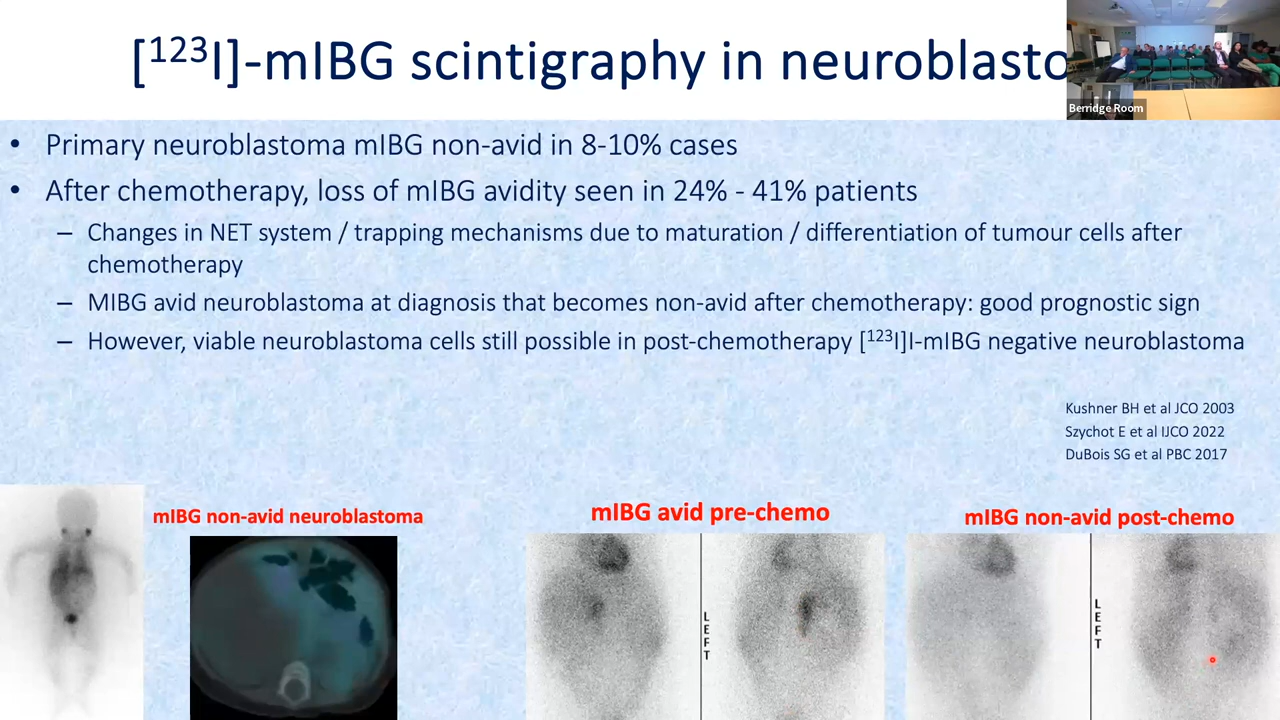 [¹²³I]-mIBG scintigraphy in neuroblasto
Berridge Room
• Primary neuroblastoma mIBG non-avid in 8-10% cases
• After chemotherapy, loss of mIBG avidity seen in 24% - 41% patients
– Changes in NET system / trapping mechanisms due to maturation / differentiation of tumour cells after
chemotherapy
– MIBG avid neuroblastoma at diagnosis that becomes non-avid after chemotherapy: good prognostic sign
– However, viable neuroblastoma cells still possible in post-chemotherapy [¹²³I]I-mIBG negative neuroblastoma
Kushner BH et al JCO 2003
Szychot E et al IJCO 2022
DuBois SG et al PBC 2017
mIBG non-avid neuroblastoma
mIBG avid pre-chemo
mIBG non-avid post-chemo
LEFT
LEFT